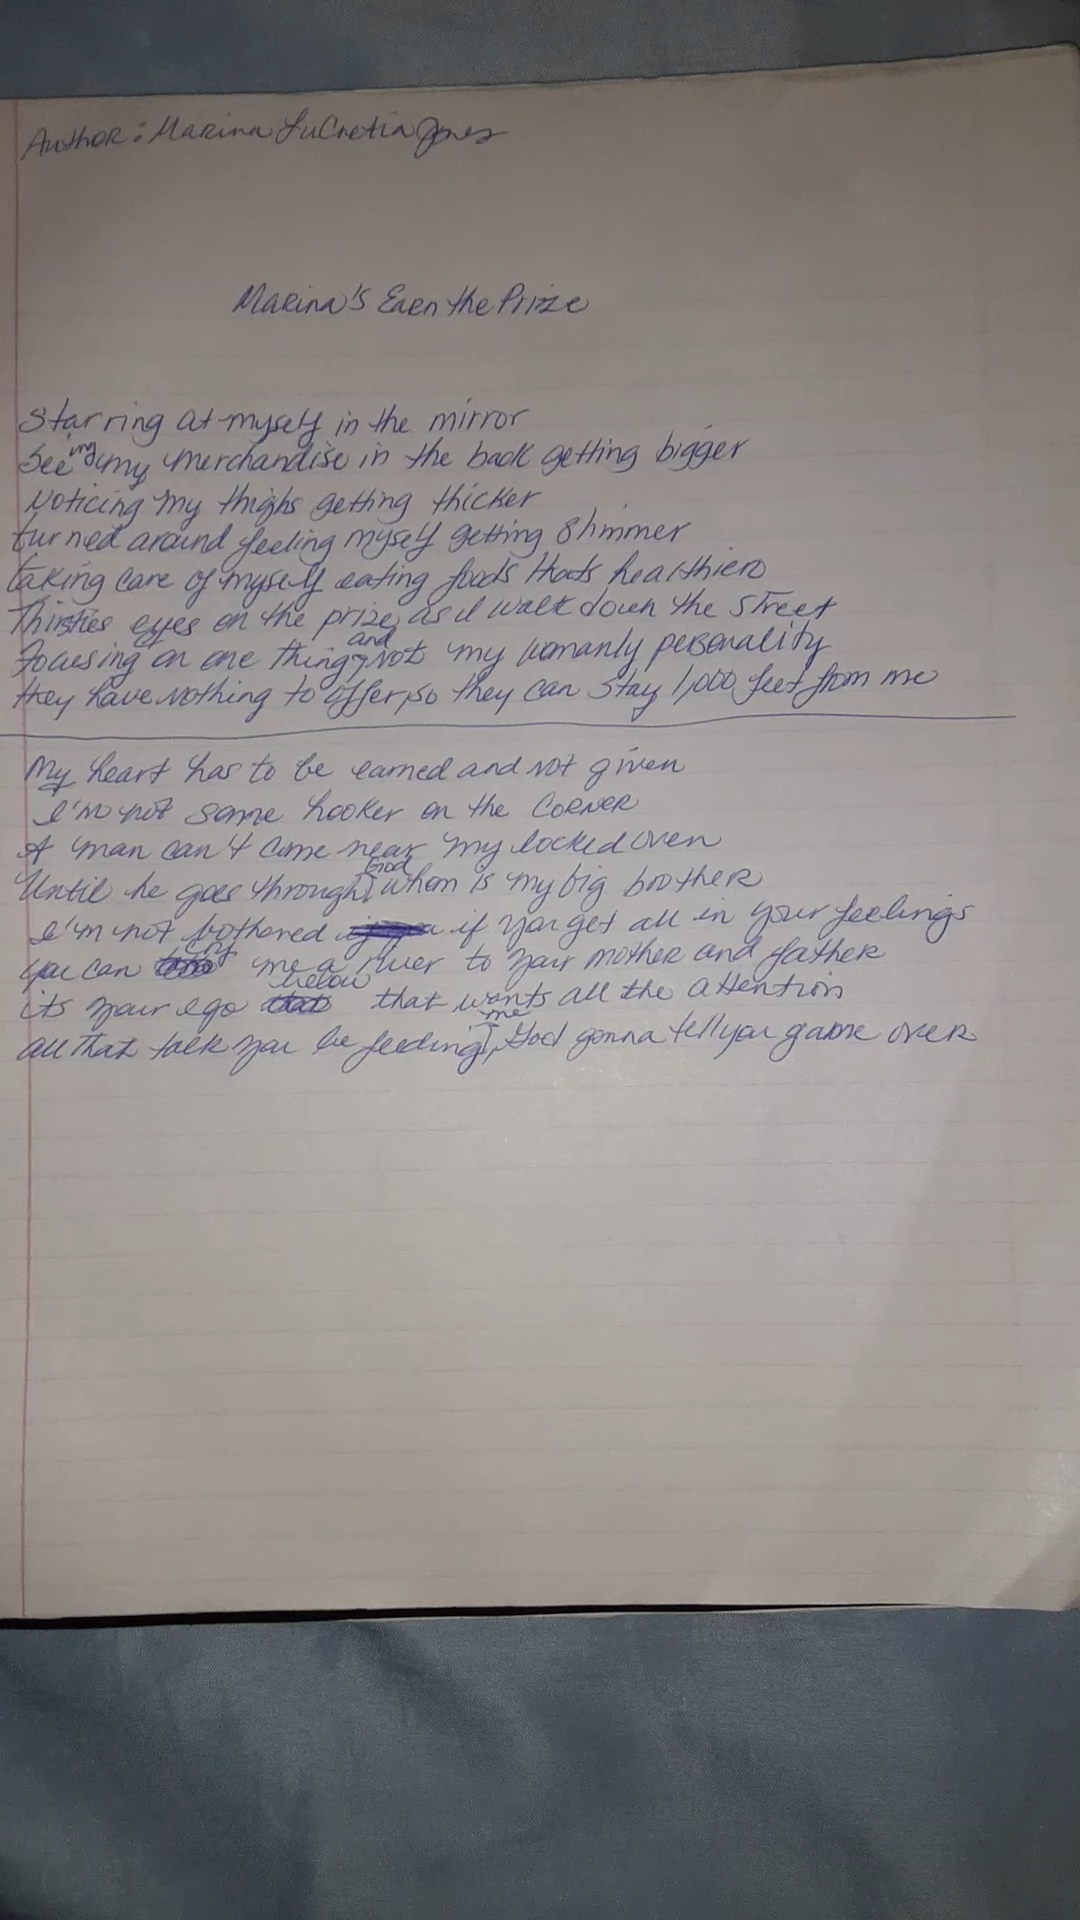 Author: Marina LuCretia Jones
Marina's Earn the Prize
Starring at myself in the mirror
Seeing my merchandise in the back getting bigger
Noticing my thighs getting thicker
turned around feeling myself getting shimmer
taking care of myself eating foods thats healthier
Thirsties eyes on the prize as I walk down the street
Focusing on one thing and not my womanly personality
they have nothing to offer, so they can stay 1,000 feet from me
My heart has to be earned and not given
I'm not some hooker on the corner
A man can't come near my locked oven
Until he goes through God whom is my big brother
I'm not bothered if you get all in your feelings
you can cry me a river to your mother and father
its your ego that wants all the attention
all that talk you be feeding me, God gonna tell you game over